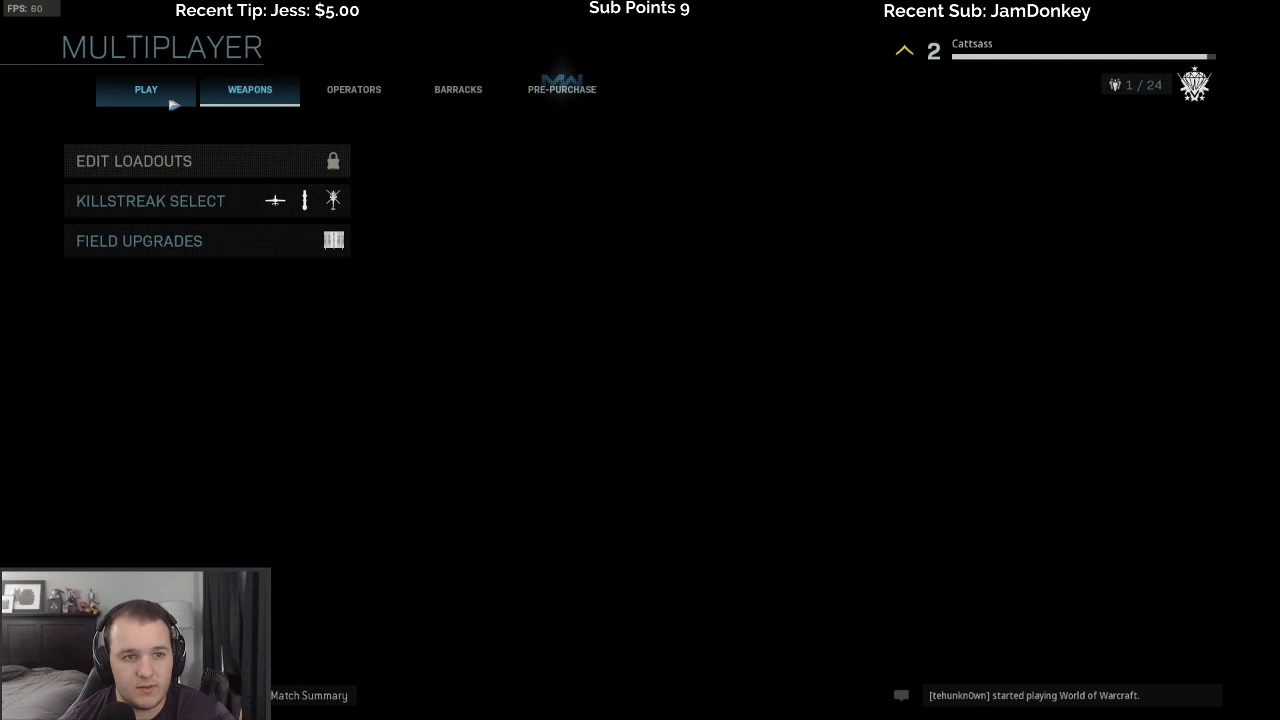 FPS: 60
Recent Tip: Jess: $5.00
Sub Points 9
Recent Sub: JamDonkey
MULTIPLAYER
2
Cattsass
PLAY
WEAPONS
OPERATORS
BARRACKS
PRE-PURCHASE
1 / 24
EDIT LOADOUTS
KILLSTREAK SELECT
FIELD UPGRADES
Match Summary
[tehunkn0wn] started playing World of Warcraft.